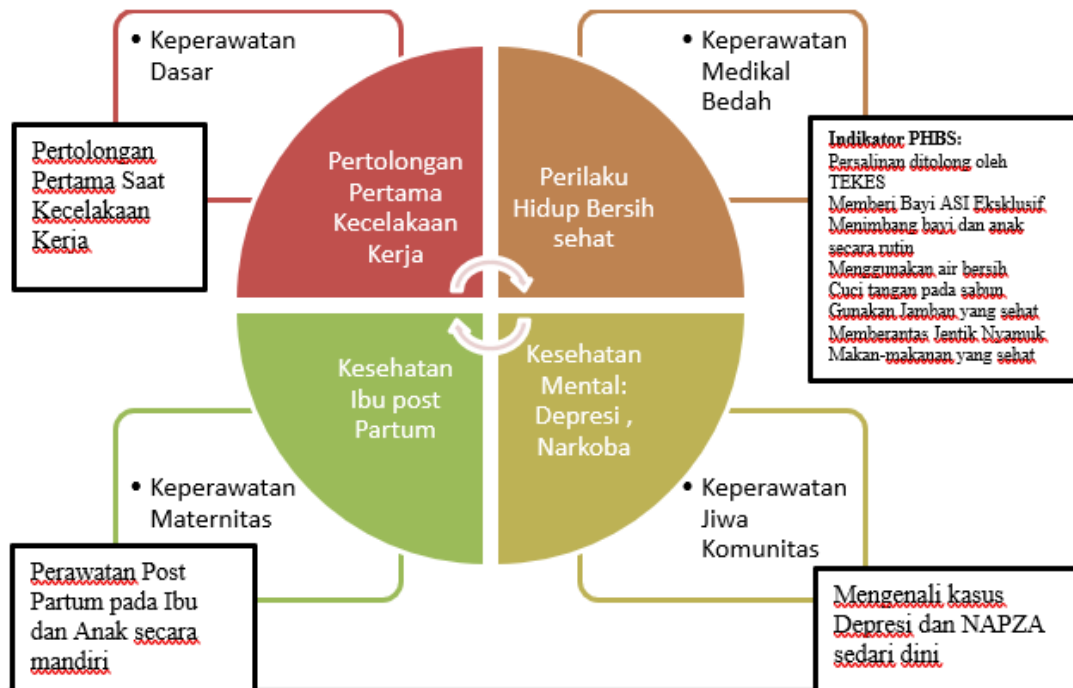 • Keperawatan
Dasar
Pertolongan
Pertama Saat
Kecelakaan
Kerja
Pertolongan
Pertama
Kecelakaan
Kerja
Perilaku
Hidup Bersih
sehat
• Keperawatan
Medikal
Bedah
Indikator PHBS:
Persalinan ditolong oleh
TEKES
Memberi Bayi ASI Eksklusif
Menimbang bayi dan anak
secara rutin
Menggunakan air bersih
Cuci tangan pada sabun
Gunakan Jamban yang sehat
Memberantas Jentik Nyamuk
Makan-makanan yang sehat
Kesehatan
Ibu post
Partum
Kesehatan
Mental:
Depresi ,
Narkoba
• Keperawatan
Maternitas
Perawatan Post
Partum pada Ibu
dan Anak secara
mandiri
• Keperawatan
Jiwa
Komunitas
Mengenali kasus
Depresi dan NAPZA
sedari dini